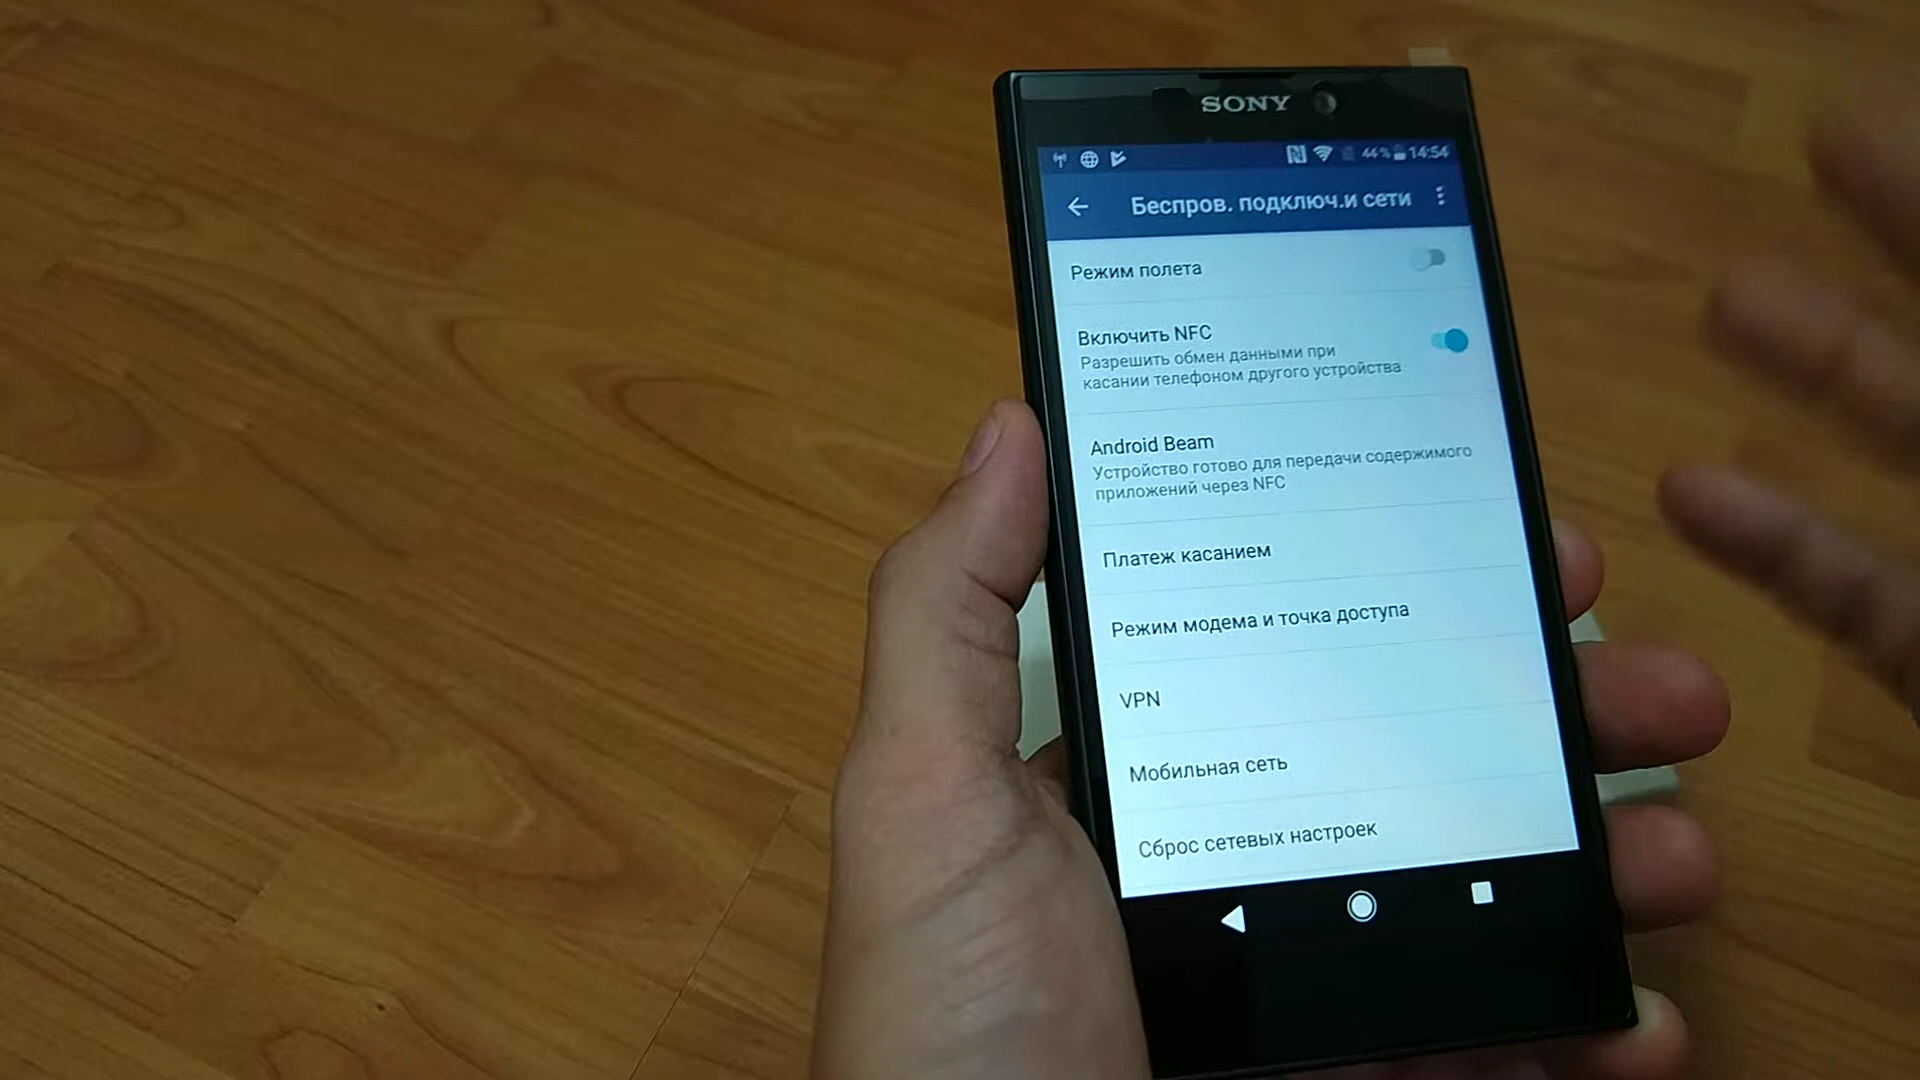 SONY
44% 14:54
Беспров. подключ.и сети
Режим полета
Включить NFC
Разрешить обмен данными при
касании телефоном другого устройства
Android Beam
Устройство готово для передачи содержимого
приложений через NFC
Платеж касанием
Режим модема и точка доступа
VPN
Мобильная сеть
Сброс сетевых настроек